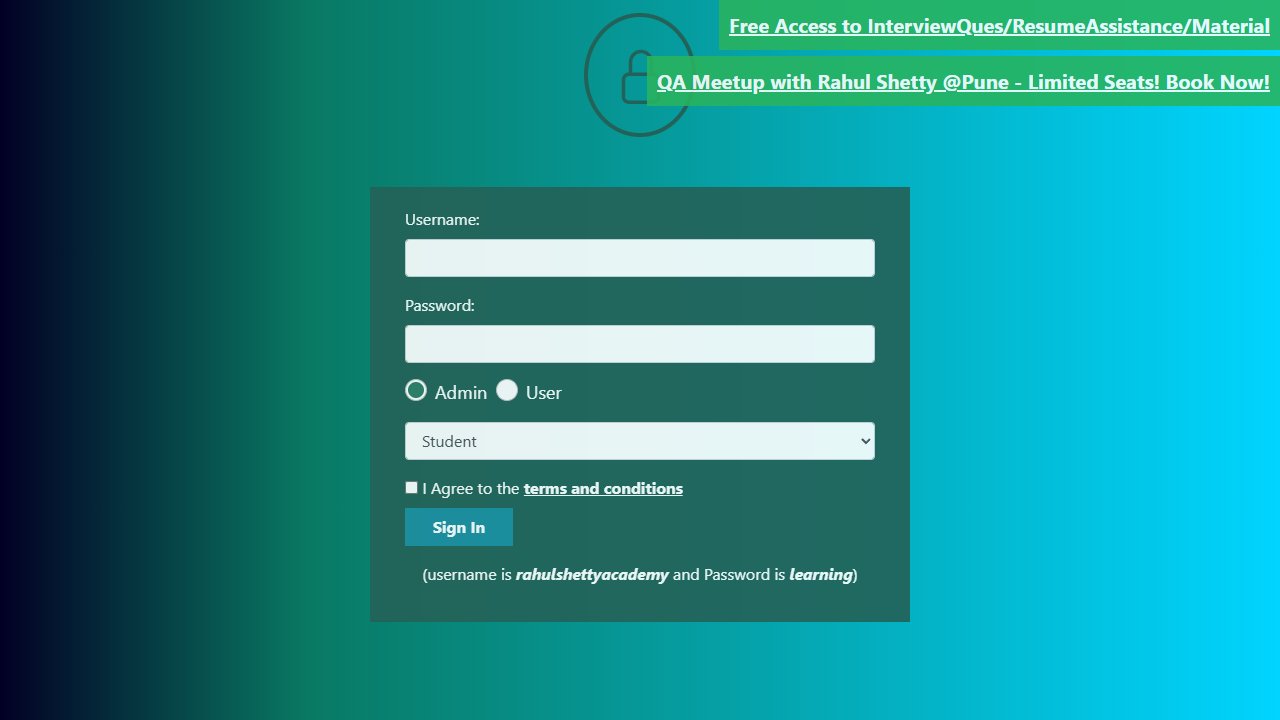 Free Access to InterviewQues/ResumeAssistance/Material
QA Meetup with Rahul Shetty @Pune - Limited Seats! Book Now!
Username:
Password:
Admin User
Student
I Agree to the terms and conditions
Sign In
(username is rahulshettyacademy and Password is learning)